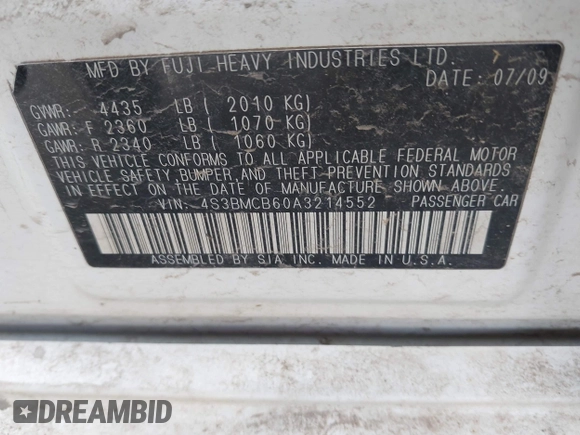 MFD BY FUJI HEAVY INDUSTRIES LTD.
DATE: 07/09
GVWR: 4435 LB ( 2010 KG)
GAWR: F 2360 LB ( 1070 KG)
GAWR: R 2340 LB ( 1060 KG)
THIS VEHICLE CONFORMS TO ALL APPLICABLE FEDERAL MOTOR
VEHICLE SAFETY, BUMPER, AND THEFT PREVENTION STANDARDS
IN EFFECT ON THE DATE OF MANUFACTURE SHOWN ABOVE.
VIN: 4S3BMCB60A3214552 PASSENGER CAR
ASSEMBLED BY SIA INC. MADE IN U.S.A.
DREAMBID